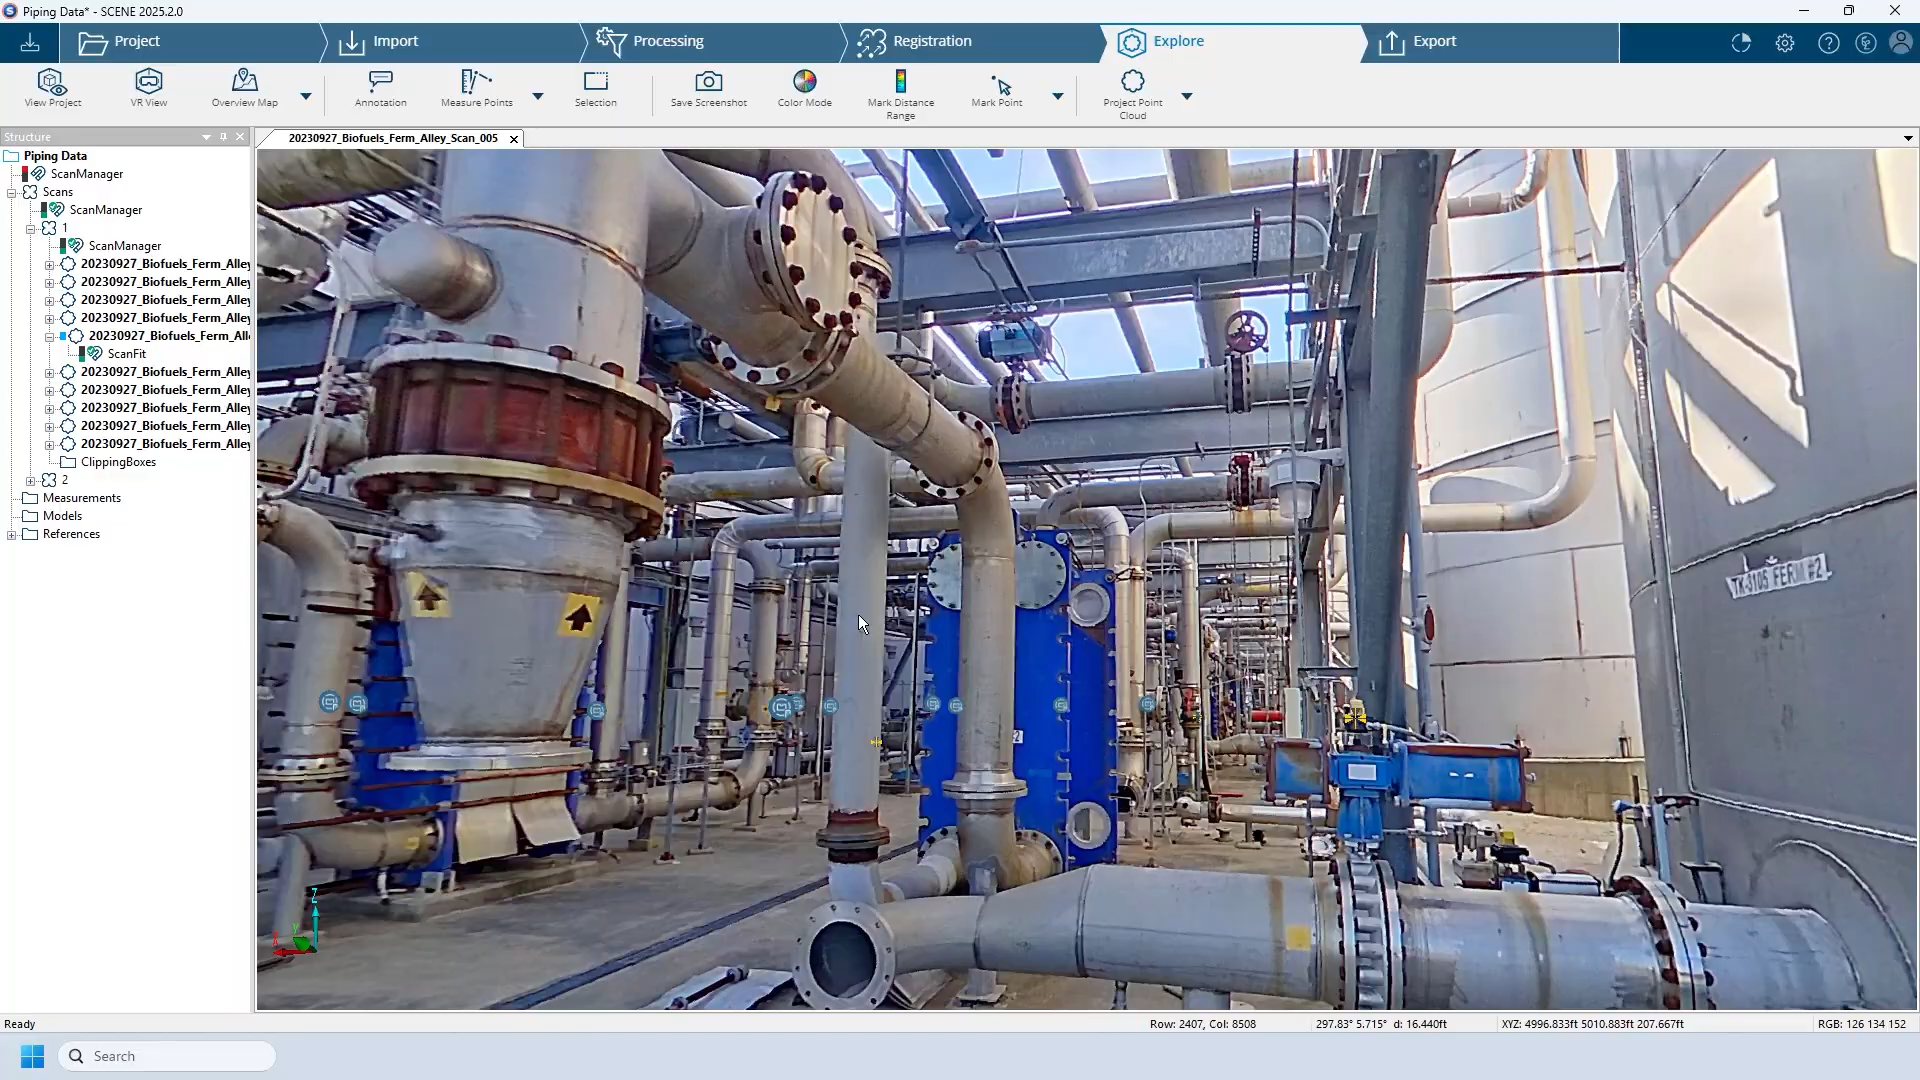 Piping Data* - SCENE 2025.2.0
Project
Import
Processing
Registration
Explore
Export
View Project
VR View
Overview Map
Annotation
Measure Points
Selection
Save Screenshot
Color Mode
Mark Distance
Range
Mark Point
Project Point
Cloud
Structure
20230927_Biofuels_Ferm_Alley_Scan_005
Piping Data
ScanManager
Scans
ScanManager
1
ScanManager
20230927_Biofuels_Ferm_Alley
20230927_Biofuels_Ferm_Alley
20230927_Biofuels_Ferm_Alley
20230927_Biofuels_Ferm_Alley
20230927_Biofuels_Ferm_All
ScanFit
20230927_Biofuels_Ferm_Alley
20230927_Biofuels_Ferm_Alley
20230927_Biofuels_Ferm_Alley
20230927_Biofuels_Ferm_Alley
20230927_Biofuels_Ferm_Alley
ClippingBoxes
2
Measurements
Models
References
TK-3105 FERM #2
Z
Y
X
Ready
Row: 2407, Col: 8508
297.83° 5.715° d: 16.440ft
XYZ: 4996.833ft 5010.883ft 207.667ft
RGB: 126 134 152
Search